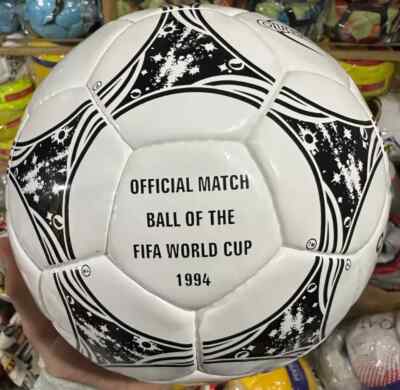 OFFICIAL MATCH
BALL OF THE
FIFA WORLD CUP
1994